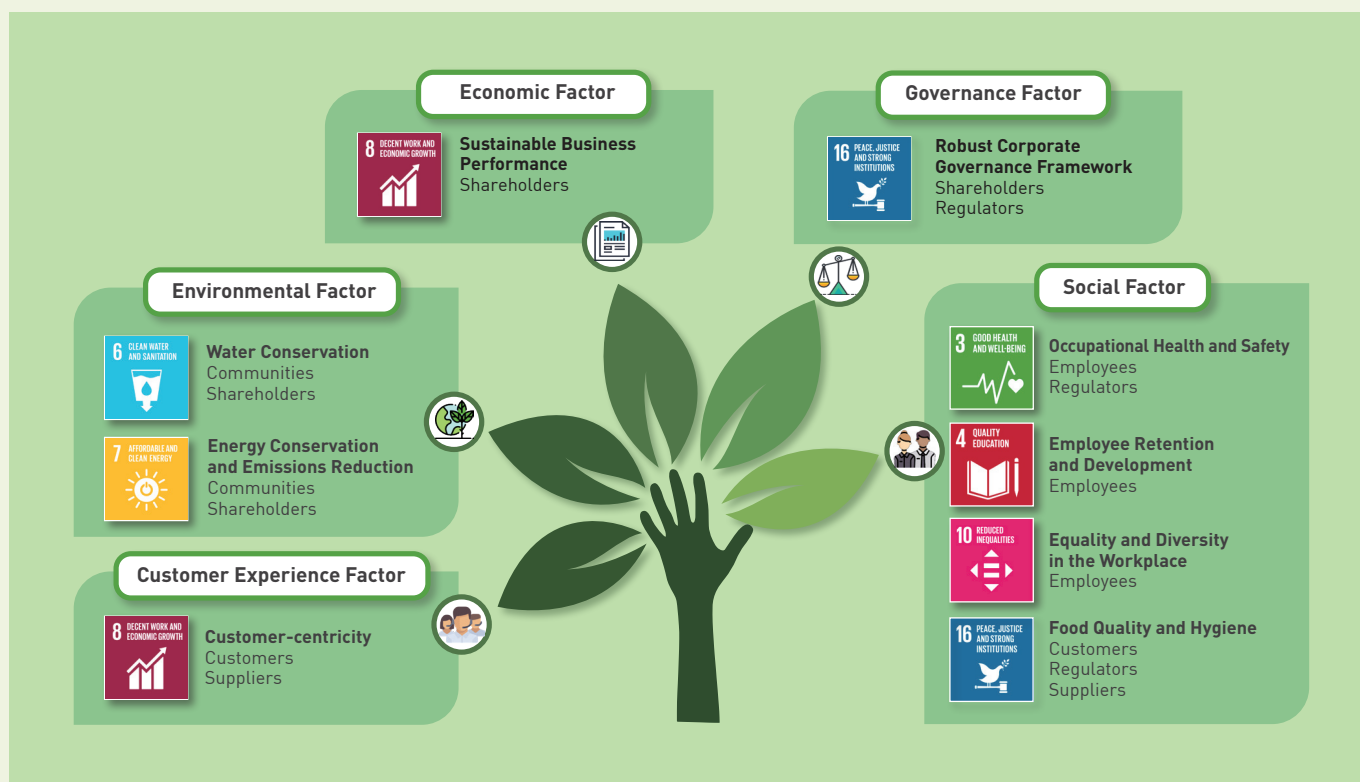 Economic Factor
8 DECENT WORK AND
ECONOMIC GROWTH
Sustainable Business
Performance
Shareholders
Governance Factor
16 PEACE, JUSTICE
AND STRONG
INSTITUTIONS
Robust Corporate
Governance Framework
Shareholders
Regulators
Environmental Factor
6 CLEAN WATER
AND SANITATION
Water Conservation
Communities
Shareholders
7 AFFORDABLE AND
CLEAN ENERGY
Energy Conservation
and Emissions Reduction
Communities
Shareholders
Customer Experience Factor
8 DECENT WORK AND
ECONOMIC GROWTH
Customer-centricity
Customers
Suppliers
Social Factor
3 GOOD HEALTH
AND WELL-BEING
Occupational Health and Safety
Employees
Regulators
4 QUALITY
EDUCATION
Employee Retention
and Development
Employees
10 REDUCED
INEQUALITIES
Equality and Diversity
in the Workplace
Employees
16 PEACE, JUSTICE
AND STRONG
INSTITUTIONS
Food Quality and Hygiene
Customers
Regulators
Suppliers